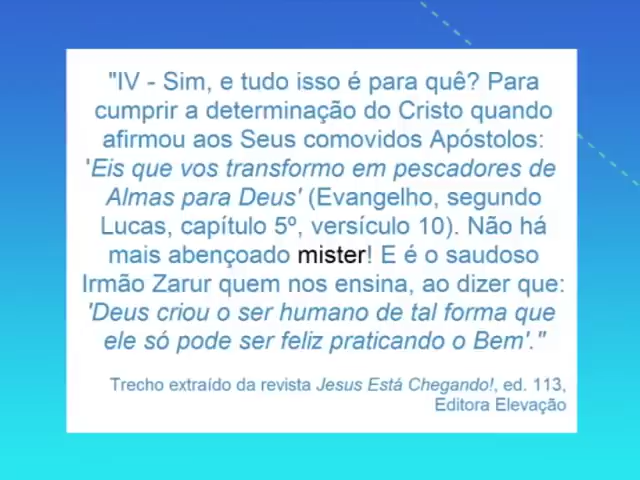 "IV - Sim, e tudo isso é para quê? Para
cumprir a determinação do Cristo quando
afirmou aos Seus comovidos Apóstolos:
'Eis que vos transformo em pescadores de
Almas para Deus' (Evangelho, segundo
Lucas, capítulo 5º, versículo 10). Não há
mais abençoado mister! E é o saudoso
Irmão Zarur quem nos ensina, ao dizer que:
'Deus criou o ser humano de tal forma que
ele só pode ser feliz praticando o Bem'."
Trecho extraído da revista Jesus Está Chegando!, ed. 113,
Editora Elevação